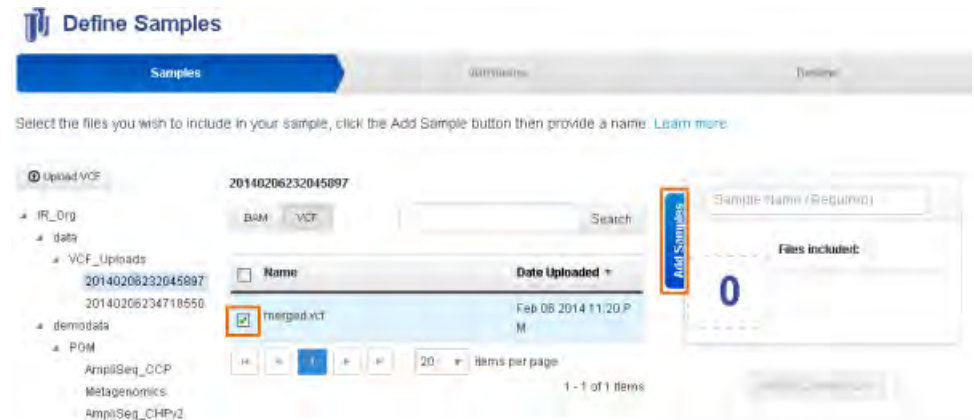 Define Samples
Samples
Select the files you wish to include in your sample, click the Add Sample button then provide a name. Learn more
Upload VCF
IR_Org
data
VCF_Uploads
20140206232045897
20140206234718550
demodata
PGM
AmpliSeq_CCP
Metagenomics
AmpliSeq_CHPv2
20140206232045897
BAM VCF
Search
Name Date Uploaded
merged.vcf Feb 06 2014 11:20 P
M
1 20 items per page
1 - 1 of 1 items
Add Samples
Sample Name (Required)
Files included:
0